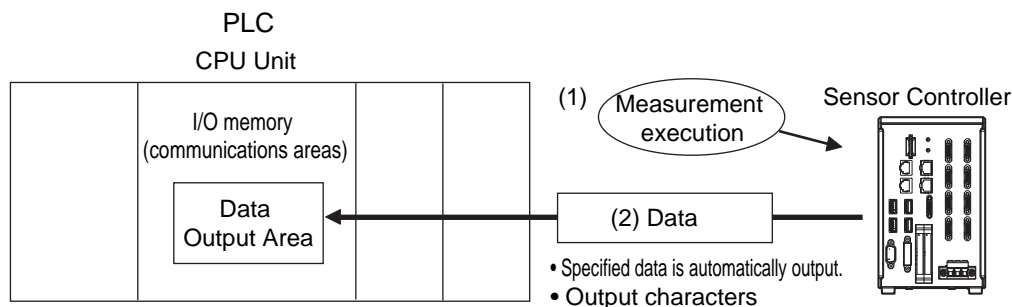 PLC
CPU Unit
I/O memory
(communications areas)
Data
Output Area
(1)
Measurement
execution
Sensor Controller
(2) Data
• Specified data is automatically output.
• Output characters